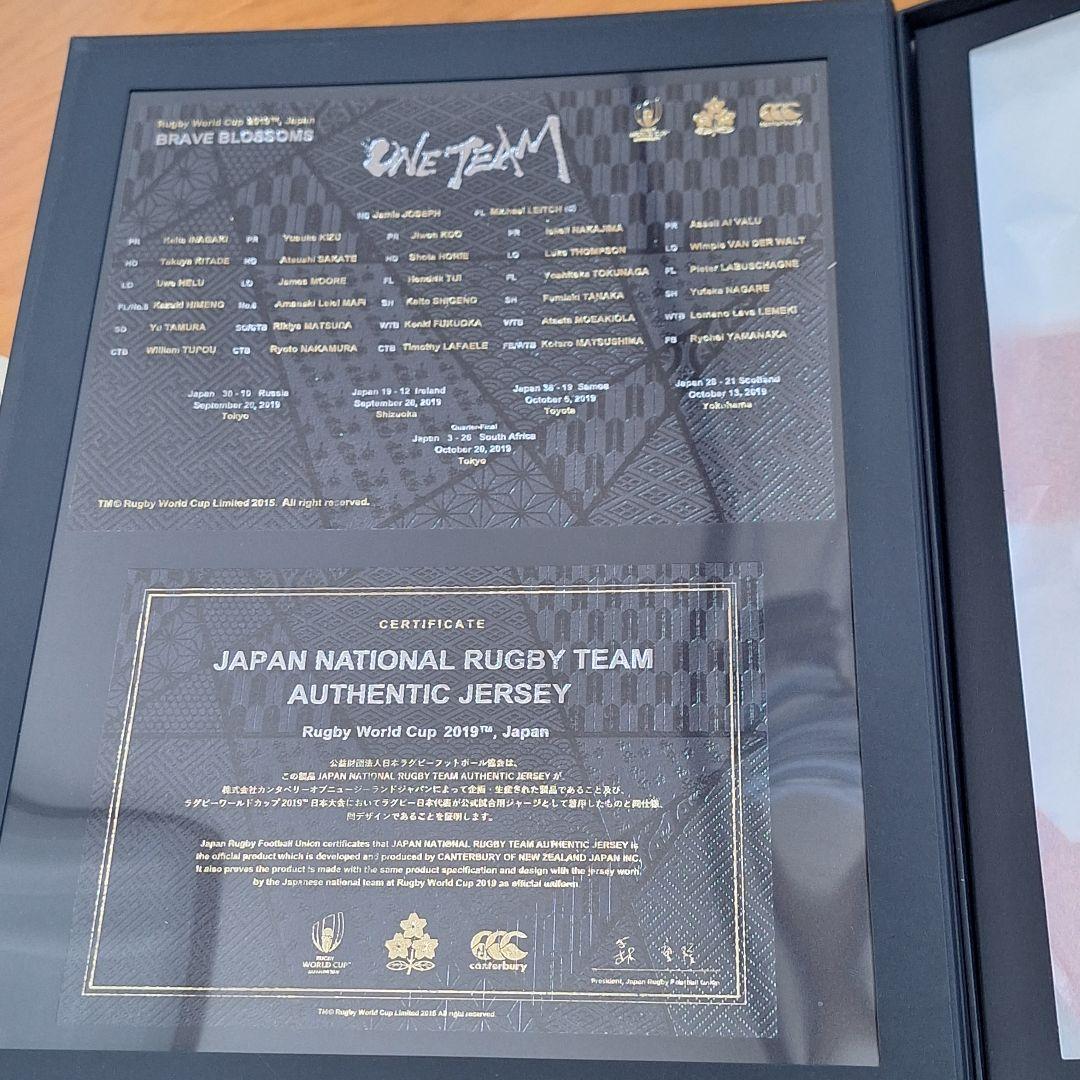 Rugby World Cup 2019™, Japan
BRAVE BLOSSOMS
ONE TEAM
canterbury
HC Jamie JOSEPH FL Michael LEITCH (C)
PR Keita INAGAKI PR Yusuke KIZU PR Jiwon KOO PR Isileli NAKAJIMA PR Asaeli Ai VALU
HO Takuya KITADE HO Atsushi SAKATE HO Shota HORIE LO Luke THOMPSON LO Wimpie VAN DER WALT
LO Uwe HELU LO James MOORE FL Hendrik TUI FL Yoshitaka TOKUNAGA FL Pieter LABUSCHAGNE
FL/No.8 Kazuki HIMENO No.8 Amanaki Lelei MAFI SH Kaito SHIGENO SH Fumiaki TANAKA SH Yutaka NAGARE
SO Yu TAMURA SO/CTB Rikiya MATSUDA WTB Kenki FUKUOKA WTB Ataata MOEAKIOLA WTB Lomano Lava LEMEKI
CTB William TUPOU CTB Ryoto NAKAMURA CTB Timothy LAFAELE FB/WTB Kotaro MATSUSHIMA FB Ryohei YAMANAKA
Japan 30 - 10 Russia Japan 19 - 12 Ireland Japan 38 - 19 Samoa Japan 28 - 21 Scotland
September 20, 2019 September 28, 2019 October 5, 2019 October 13, 2019
Tokyo Shizuoka Toyota Yokohama
Quarter-Final
Japan 3 - 26 South Africa
October 20, 2019
Tokyo
TM© Rugby World Cup Limited 2015. All right reserved.
CERTIFICATE
JAPAN NATIONAL RUGBY TEAM
AUTHENTIC JERSEY
Rugby World Cup 2019™, Japan
公益財団法人日本ラグビーフットボール協会は、
この製品 JAPAN NATIONAL RUGBY TEAM AUTHENTIC JERSEY が、
株式会社カンタベリーオブニュージーランドジャパンによって企画・生産された製品であること及び、
ラグビーワールドカップ2019™日本大会においてラグビー日本代表が公式試合用ジャージとして着用したものと同仕様、
同デザインであることを証明します。
Japan Rugby Football Union certificates that JAPAN NATIONAL RUGBY TEAM AUTHENTIC JERSEY is
the official product which is developed and produced by CANTERBURY OF NEW ZEALAND JAPAN INC.
It also proves the product is made with the same product specification and design with the jersey worn
by the Japanese national team at Rugby World Cup 2019 as official uniform
RUGBY
WORLD CUP™
canterbury
President, Japan Rugby Football Union
TM© Rugby World Cup Limited 2015 All right reserved.